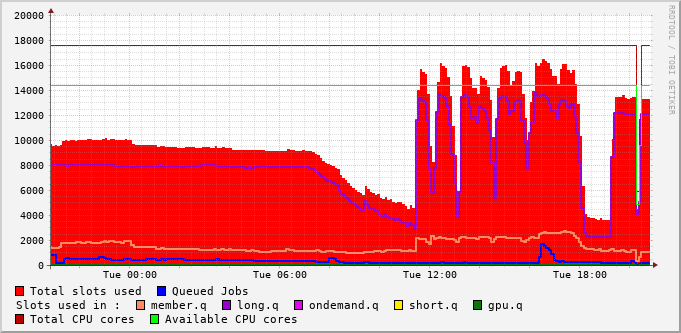 RRDTOOL / TOBI OETIKER
20000
18000
16000
14000
12000
10000
8000
6000
4000
2000
0
Tue 00:00 Tue 06:00 Tue 12:00 Tue 18:00
Total slots used Queued Jobs
Slots used in : member.q long.q ondemand.q short.q gpu.q
Total CPU cores Available CPU cores